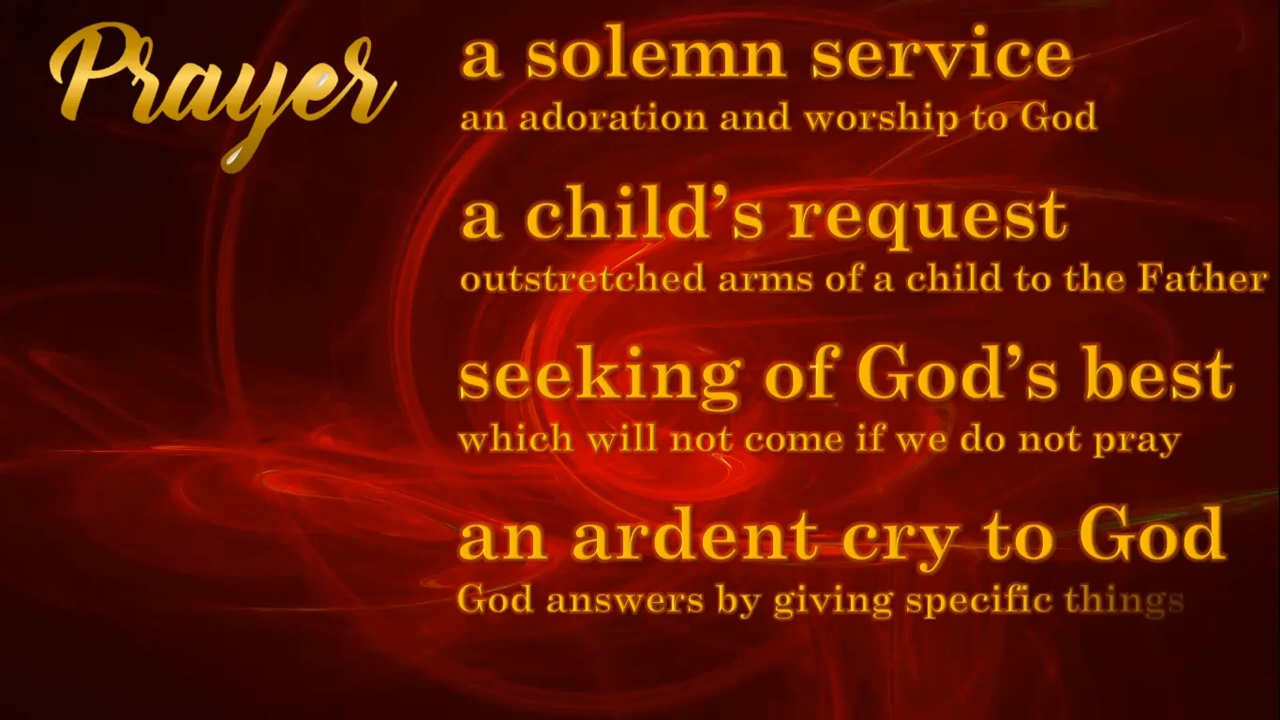 Prayer
a solemn service
an adoration and worship to God
a child’s request
outstretched arms of a child to the Father
seeking of God’s best
which will not come if we do not pray
an ardent cry to God
God answers by giving specific things